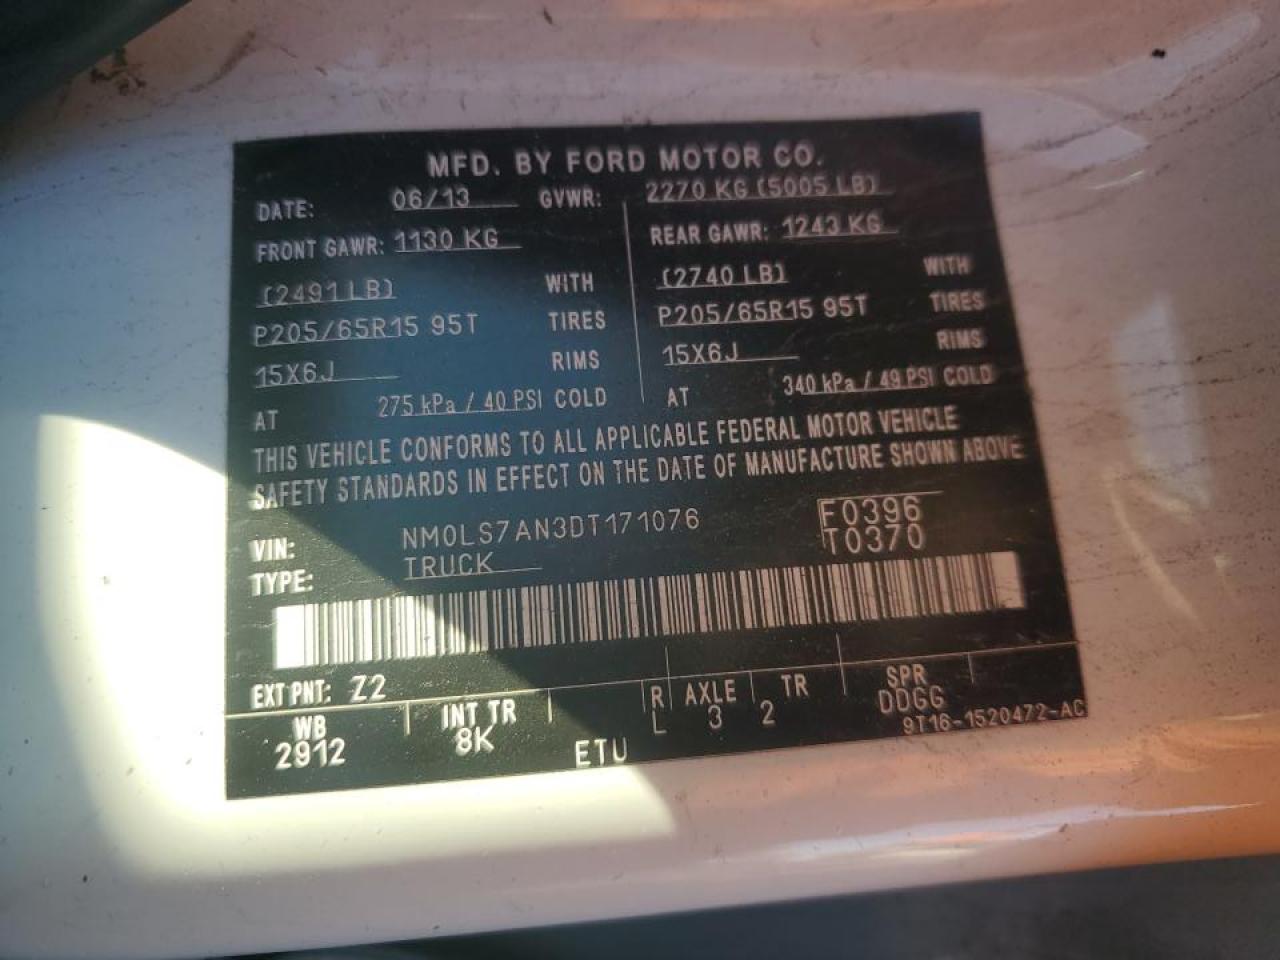 MFD. BY FORD MOTOR CO.
DATE: 06/13 GVWR: 2270 KG (5005 LB)
FRONT GAWR: 1130 KG REAR GAWR: 1243 KG
(2491 LB) WITH (2740 LB) WITH
P205/65R15 95T TIRES P205/65R15 95T TIRES
15X6J RIMS 15X6J RIMS
AT 275 kPa / 40 PSI COLD AT 340 kPa / 49 PSI COLD
THIS VEHICLE CONFORMS TO ALL APPLICABLE FEDERAL MOTOR VEHICLE
SAFETY STANDARDS IN EFFECT ON THE DATE OF MANUFACTURE SHOWN ABOVE
VIN: NM0LS7AN3DT171076 F0396
TYPE: TRUCK T0370
EXT PNT: Z2 R AXLE TR SPR
WB INT TR L 3 2 DDGG
2912 8K ETU 9T16-1520472-AC